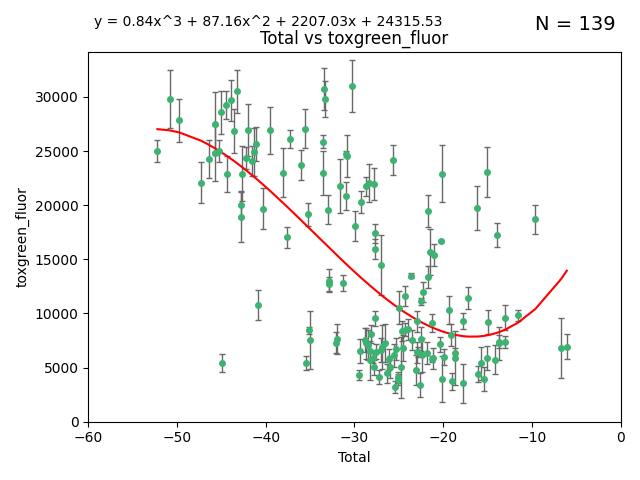 y = 0.84x^3 + 87.16x^2 + 2207.03x + 24315.53
N = 139
Total vs toxgreen_fluor
toxgreen_fluor
30000
25000
20000
15000
10000
5000
0
−60
−50
−40
−30
−20
−10
0
Total